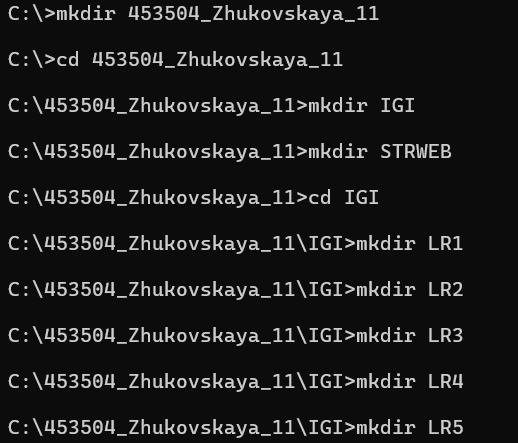 C:\>mkdir 453504_Zhukovskaya_11
C:\>cd 453504_Zhukovskaya_11
C:\453504_Zhukovskaya_11>mkdir IGI
C:\453504_Zhukovskaya_11>mkdir STRWEB
C:\453504_Zhukovskaya_11>cd IGI
C:\453504_Zhukovskaya_11\IGI>mkdir LR1
C:\453504_Zhukovskaya_11\IGI>mkdir LR2
C:\453504_Zhukovskaya_11\IGI>mkdir LR3
C:\453504_Zhukovskaya_11\IGI>mkdir LR4
C:\453504_Zhukovskaya_11\IGI>mkdir LR5